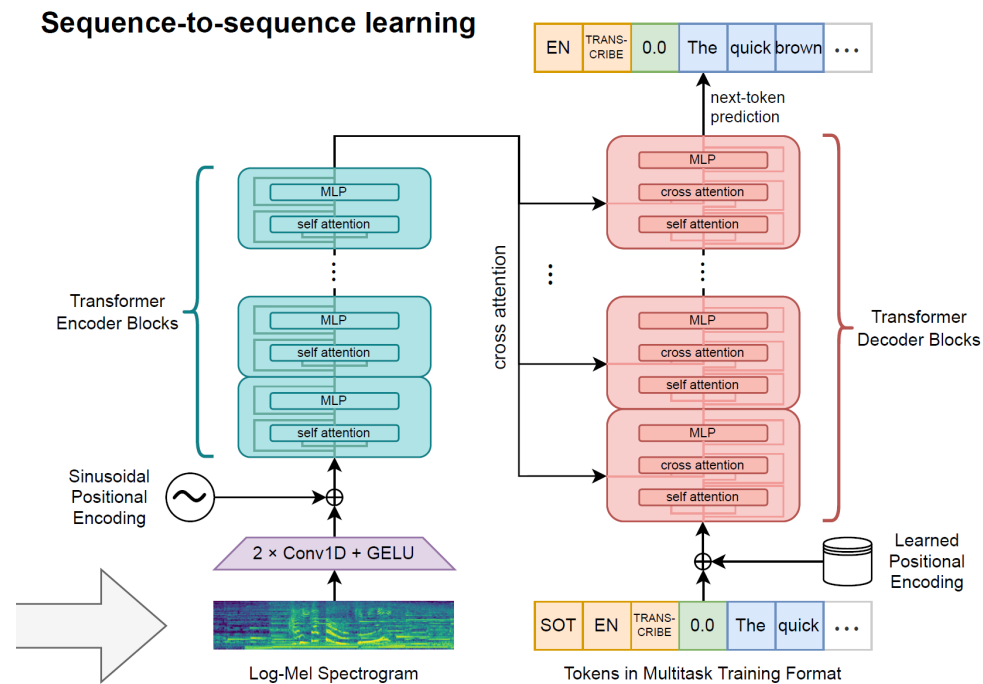 Sequence-to-sequence learning
EN
TRANS-
CRIBE
0.0
The
quick
brown
...
next-token
prediction
MLP
self attention
MLP
self attention
MLP
self attention
Transformer
Encoder Blocks
cross attention
MLP
cross attention
self attention
MLP
cross attention
self attention
MLP
cross attention
self attention
Transformer
Decoder Blocks
Sinusoidal
Positional
Encoding
2 × Conv1D + GELU
Log-Mel Spectrogram
Learned
Positional
Encoding
SOT
EN
TRANS-
CRIBE
0.0
The
quick
...
Tokens in Multitask Training Format